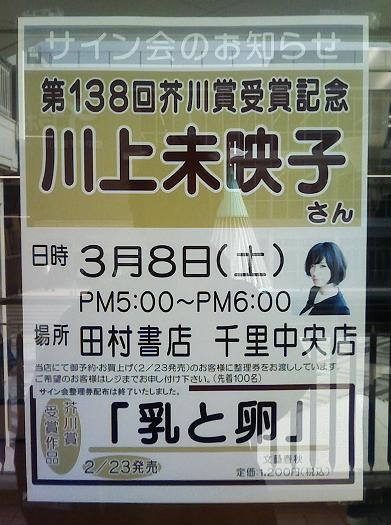 サイン会のお知らせ
第138回芥川賞受賞記念
川上未映子
さん
日時 3月8日(土)
PM5:00～PM6:00
場所 田村書店 千里中央店
当店にて御予約・お買上げ(2/23発売)のお客様に整理券をお渡ししています
ご希望のお客様はレジまでお申し付け下さい。(先着100名)
サイン会整理券配布は終了いたしました。
芥川賞
受賞作品
「乳と卵」
2/23発売
文藝春秋
定価:1,200円(税込)